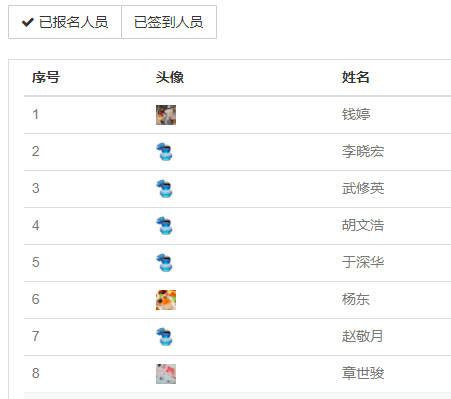 已报名人员 已签到人员
序号 头像 姓名
1 钱婷
2 李晓宏
3 武修英
4 胡文浩
5 于深华
6 杨东
7 赵敬月
8 章世骏